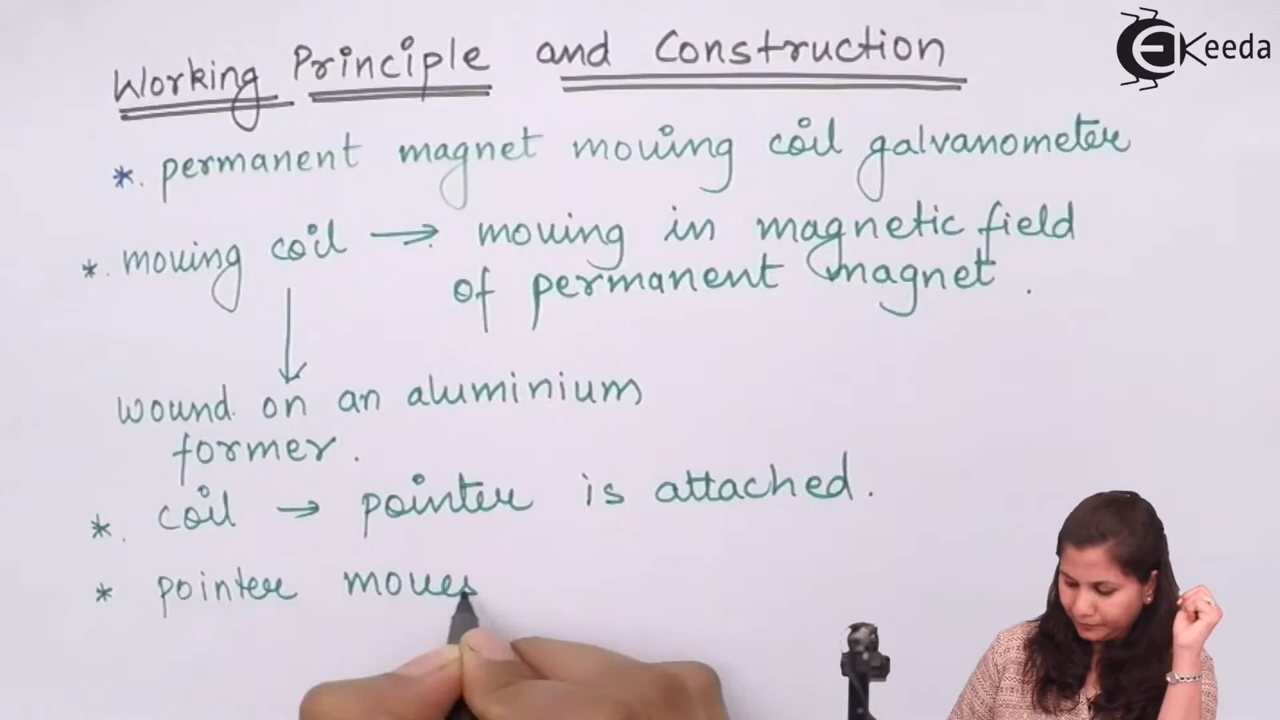 Working Principle and Construction
Ekeeda
*. permanent magnet moving coil galvanometer
*. moving coil → moving in magnetic field
of permanent magnet.
wound on an aluminium
former.
*. coil → pointer is attached.
* pointer moves